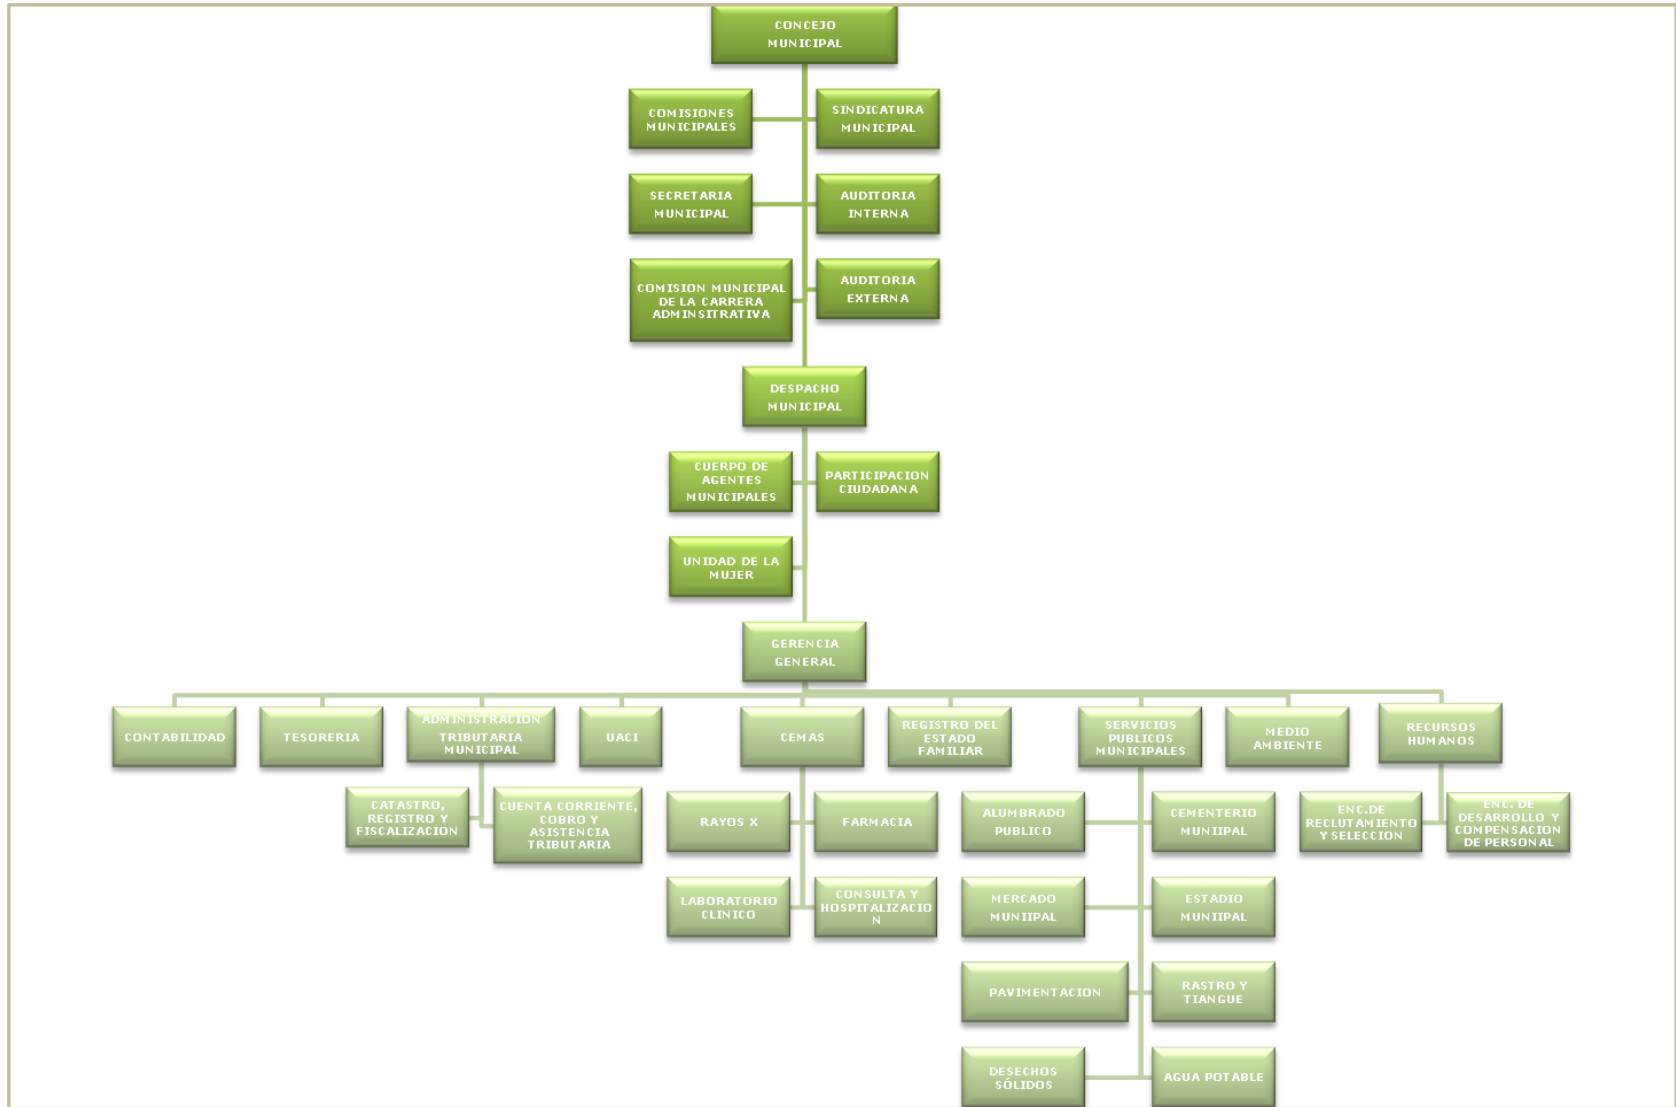 CONCEJO
MUNICIPAL
COMISIONES
MUNICIPALES
SINDICATURA
MUNICIPAL
SECRETARIA
MUNICIPAL
AUDITORIA
INTERNA
COMISION MUNICIPAL
DE LA CARRERA
ADMINSITRATIVA
AUDITORIA
EXTERNA
DESPACHO
MUNICIPAL
CUERPO DE
AGENTES
MUNICIPALES
PARTICIPACION
CIUDADANA
UNIDAD DE LA
MUJER
GERENCIA
GENERAL
CONTABILIDAD
TESORERIA
ADMINISTRACION
TRIBUTARIA
MUNICIPAL
UACI
CEMAS
REGISTRO DEL
ESTADO
FAMILIAR
SERVICIOS
PUBLICOS
MUNICIPALES
MEDIO
AMBIENTE
RECURSOS
HUMANOS
CATASTRO,
REGISTRO Y
FISCALIZACION
CUENTA CORRIENTE,
COBRO Y
ASISTENCIA
TRIBUTARIA
RAYOS X
FARMACIA
ALUMBRADO
PUBLICO
CEMENTERIO
MUNIIPAL
ENC.DE
RECLUTAMIENTO
Y SELECCION
ENC. DE
DESARROLLO Y
COMPENSACION
DE PERSONAL
LABORATORIO
CLINICO
CONSULTA Y
HOSPITALIZACIO
N
MERCADO
MUNIIPAL
ESTADIO
MUNIIPAL
PAVIMENTACION
RASTRO Y
TIANGUE
DESECHOS
SÓLIDOS
AGUA POTABLE